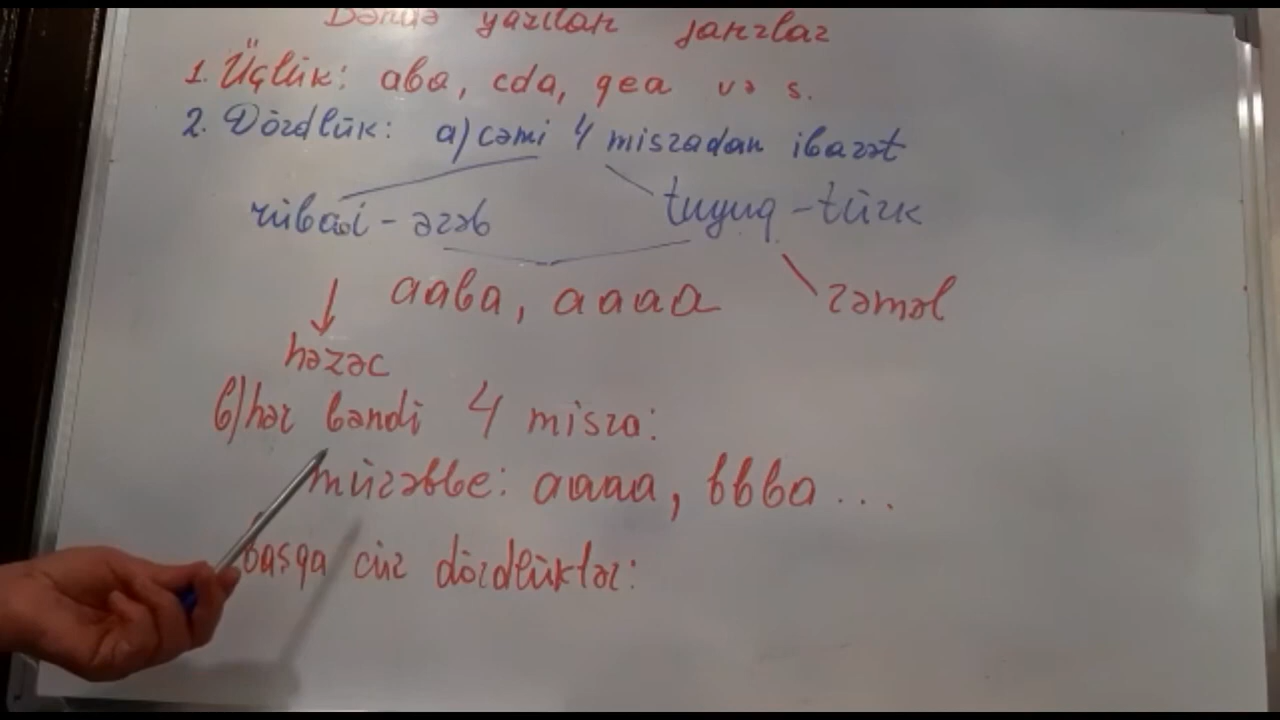 Bəndlə yazılan janrlar
1. Üçlük: aba, cda, qea və s.
2. Dördlük: a) cəmi 4 misradan ibarət
rübai - ərəb tuyuq - türk
aaba, aaaa rəməl
həzəc
b) hər bəndi 4 misra:
mürəbbe: aaaa, bbba ...
başqa cür dördlüklər: